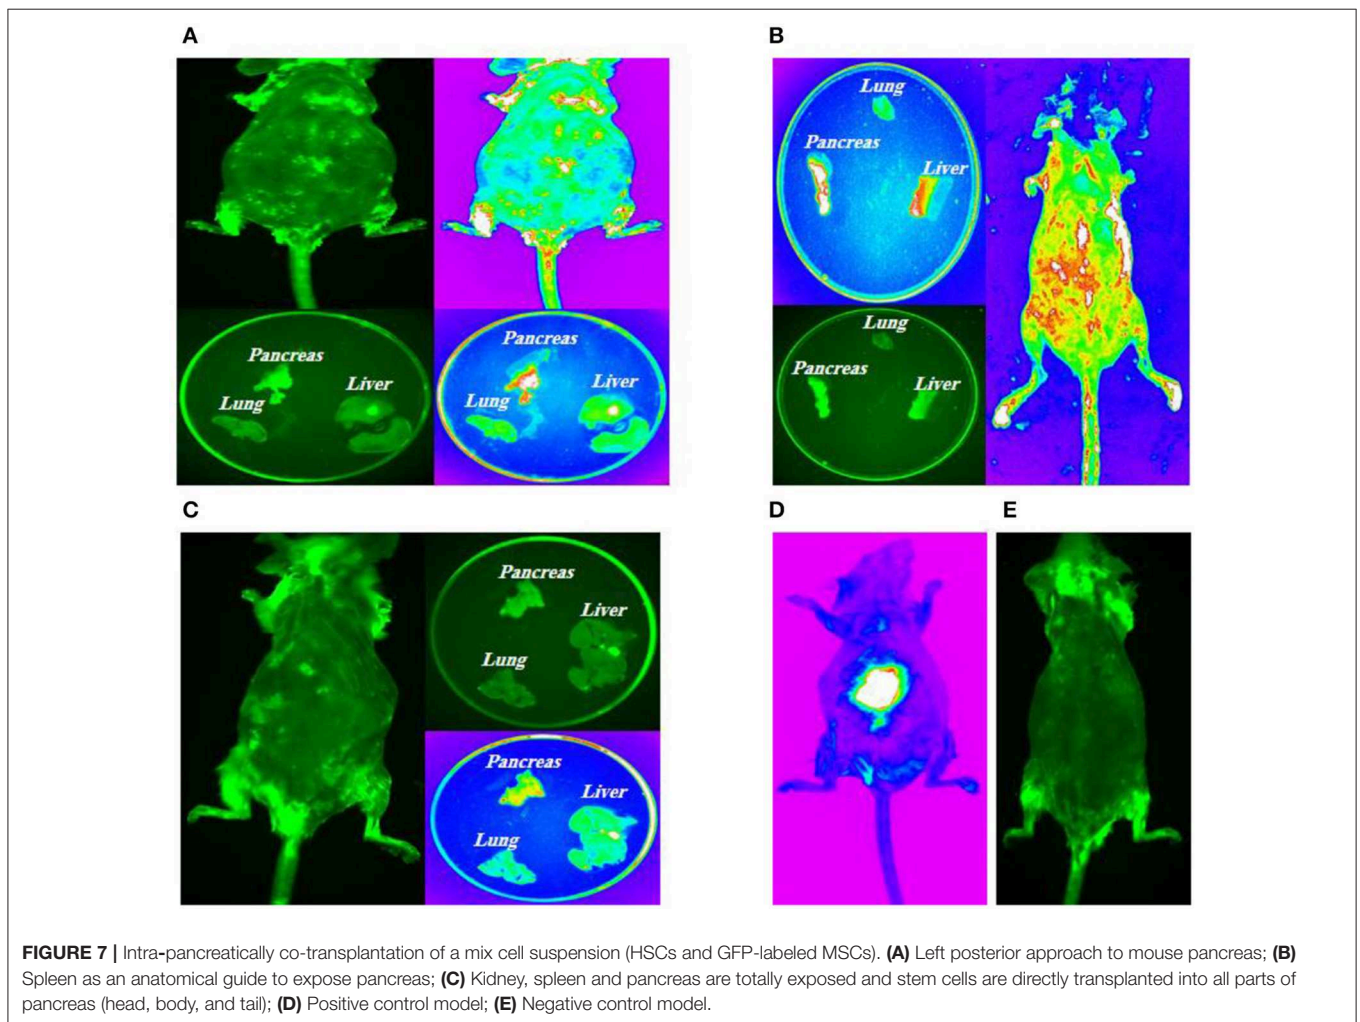 A
B
Lung
Pancreas
Liver
Pancreas
Liver
Lung
Pancreas
Liver
Lung
Lung
Pancreas
Liver
C
D
E
Pancreas
Liver
Lung
Pancreas
Liver
Lung
FIGURE 7 | Intra-pancreatically co-transplantation of a mix cell suspension (HSCs and GFP-labeled MSCs). (A) Left posterior approach to mouse pancreas; (B)
Spleen as an anatomical guide to expose pancreas; (C) Kidney, spleen and pancreas are totally exposed and stem cells are directly transplanted into all parts of
pancreas (head, body, and tail); (D) Positive control model; (E) Negative control model.